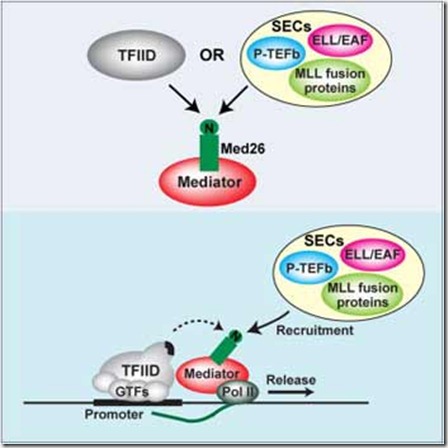 SECs
ELL/EAF
P-TEFb
MLL fusion
proteins
TFIID
OR
N
Med26
Mediator
SECs
ELL/EAF
P-TEFb
MLL fusion
proteins
Recruitment
N
TFIID
Mediator
GTFs
Pol II
Release
Promoter